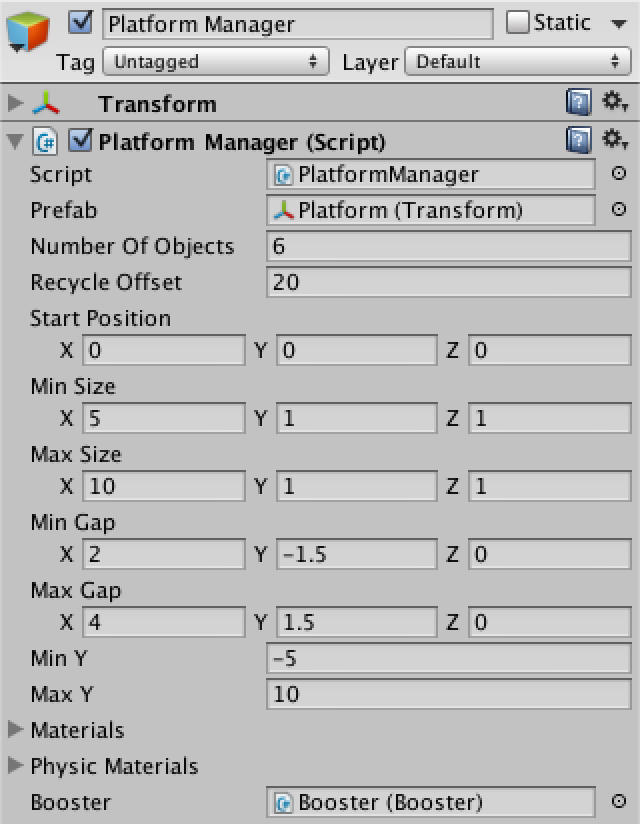 Platform Manager Static
Tag Untagged Layer Default
Transform
Platform Manager (Script)
Script PlatformManager
Prefab Platform (Transform)
Number Of Objects 6
Recycle Offset 20
Start Position
X 0 Y 0 Z 0
Min Size
X 5 Y 1 Z 1
Max Size
X 10 Y 1 Z 1
Min Gap
X 2 Y -1.5 Z 0
Max Gap
X 4 Y 1.5 Z 0
Min Y -5
Max Y 10
Materials
Physic Materials
Booster Booster (Booster)